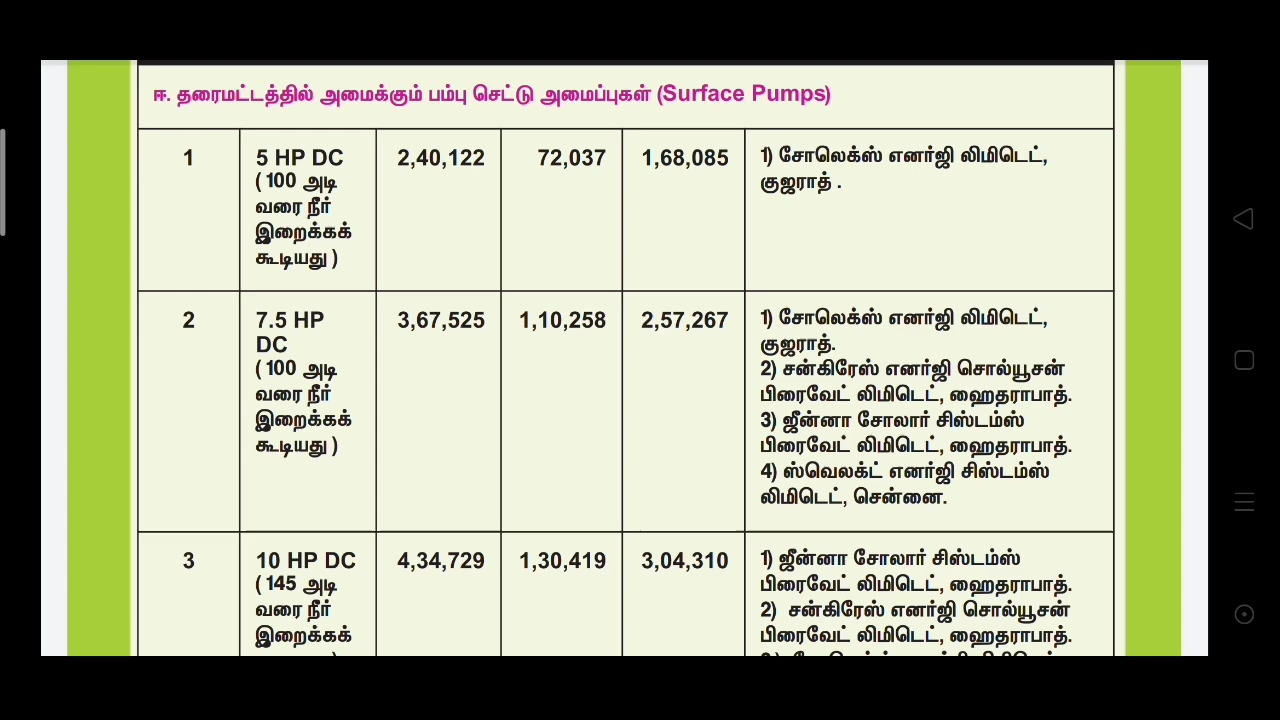 ஈ. தரைமட்டத்தில் அமைக்கும் பம்பு செட்டு அமைப்புகள் (Surface Pumps)
1
5 HP DC
( 100 அடி
வரை நீர்
இறைக்கக்
கூடியது )
2,40,122
72,037
1,68,085
1) சோலெக்ஸ் எனர்ஜி லிமிடெட்,
குஜராத் .
2
7.5 HP
DC
( 100 அடி
வரை நீர்
இறைக்கக்
கூடியது )
3,67,525
1,10,258
2,57,267
1) சோலெக்ஸ் எனர்ஜி லிமிடெட்,
குஜராத்.
2) சன்கிரேஸ் எனர்ஜி சொல்யூசன்
பிரைவேட் லிமிடெட், ஹைதராபாத்.
3) ஜீன்னா சோலார் சிஸ்டம்ஸ்
பிரைவேட் லிமிடெட், ஹைதராபாத்.
4) ஸ்வெலக்ட் எனர்ஜி சிஸ்டம்ஸ்
லிமிடெட், சென்னை.
3
10 HP DC
( 145 அடி
வரை நீர்
இறைக்கக்
4,34,729
1,30,419
3,04,310
1) ஜீன்னா சோலார் சிஸ்டம்ஸ்
பிரைவேட் லிமிடெட், ஹைதராபாத்.
2) சன்கிரேஸ் எனர்ஜி சொல்யூசன்
பிரைவேட் லிமிடெட், ஹைதராபாத்.